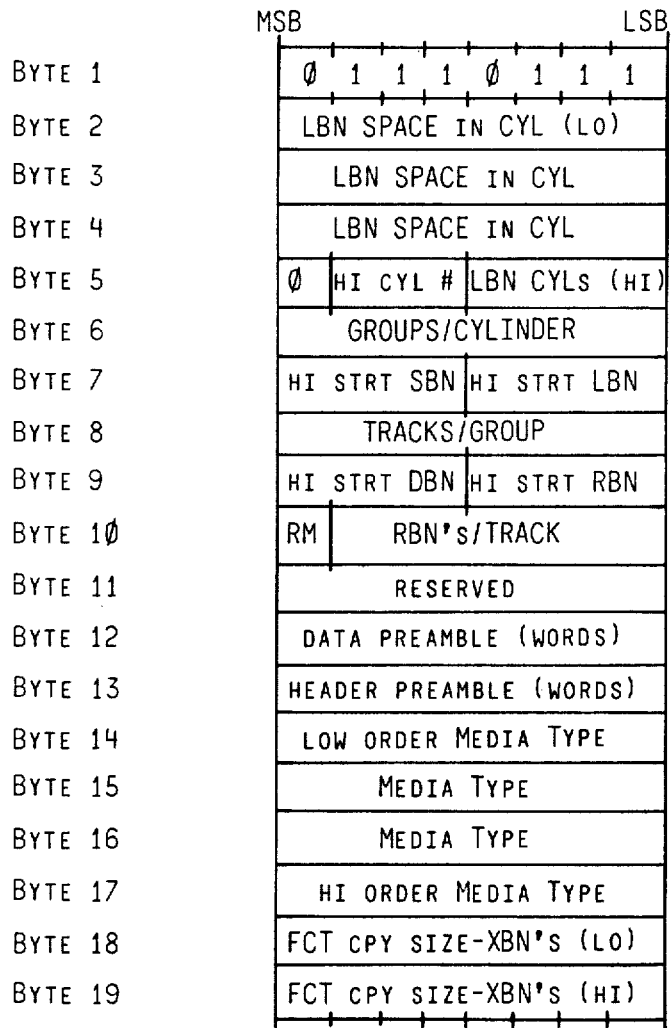 MSB LSB
BYTE 1 Ø 1 1 1 Ø 1 1 1
BYTE 2 LBN SPACE IN CYL (LO)
BYTE 3 LBN SPACE IN CYL
BYTE 4 LBN SPACE IN CYL
BYTE 5 Ø HI CYL # LBN CYLS (HI)
BYTE 6 GROUPS/CYLINDER
BYTE 7 HI STRT SBN HI STRT LBN
BYTE 8 TRACKS/GROUP
BYTE 9 HI STRT DBN HI STRT RBN
BYTE 1Ø RM RBN'S/TRACK
BYTE 11 RESERVED
BYTE 12 DATA PREAMBLE (WORDS)
BYTE 13 HEADER PREAMBLE (WORDS)
BYTE 14 LOW ORDER MEDIA TYPE
BYTE 15 MEDIA TYPE
BYTE 16 MEDIA TYPE
BYTE 17 HI ORDER MEDIA TYPE
BYTE 18 FCT CPY SIZE-XBN'S (LO)
BYTE 19 FCT CPY SIZE-XBN'S (HI)